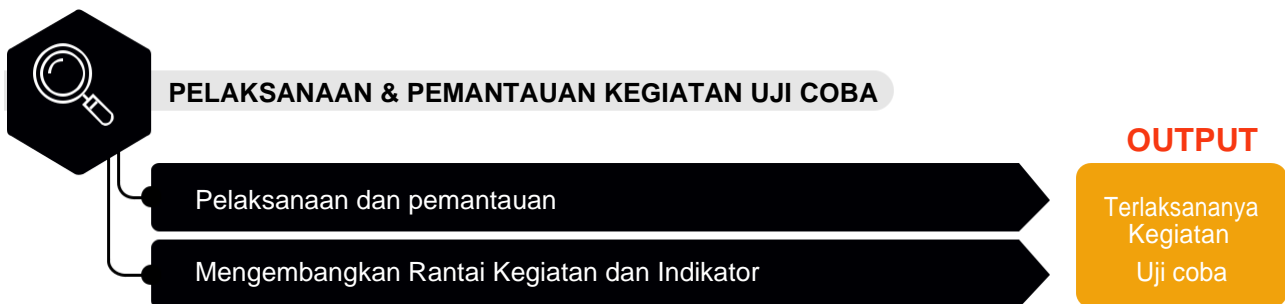 PELAKSANAAN & PEMANTAUAN KEGIATAN UJI COBA
OUTPUT
Pelaksanaan dan pemantauan
Mengembangkan Rantai Kegiatan dan Indikator
Terlaksananya
Kegiatan
Uji coba